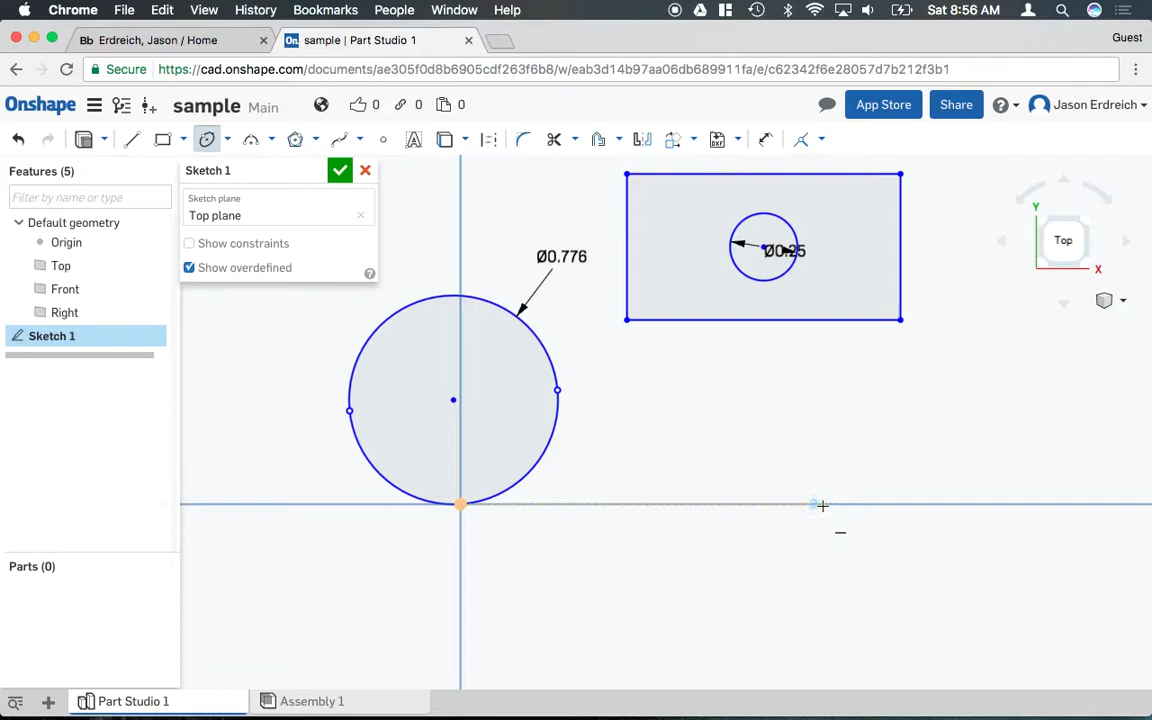 Chrome File Edit View History Bookmarks People Window Help Sat 8:56 AM
Bb Erdreich, Jason / Home On. sample | Part Studio 1 Guest
Secure https://cad.onshape.com/documents/ae305f0d8b6905cdf263f6b8/w/eab3d14b97aa06db689911fa/e/c62342f6e28057d7b212f3b1
Onshape sample Main 0 0 0 App Store Share ? Jason Erdreich
A DXF
Features (5)
Filter by name or type
Default geometry
Origin
Top
Front
Right
Sketch 1
Sketch 1
Sketch plane
Top plane
Show constraints
Show overdefined
?
Ø0.776
Ø0.25
Y
Top
X
Parts (0)
Part Studio 1 Assembly 1